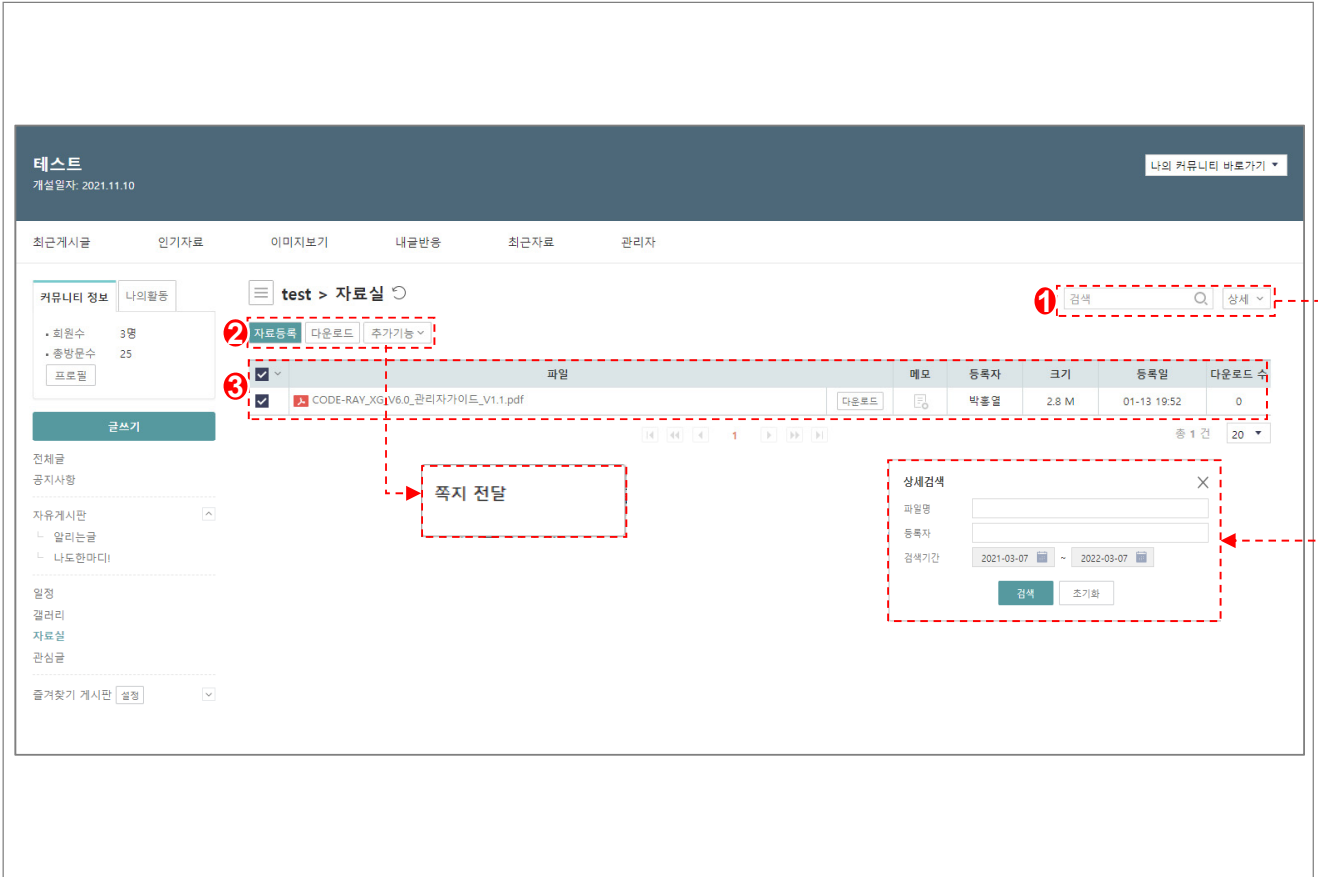 테스트
개설일자: 2021.11.10
나의 커뮤니티 바로가기
최근게시글 인기자료 이미지보기 내글반응 최근자료 관리자
커뮤니티 정보 나의활동
회원수 3명
총방문수 25
프로필
글쓰기
전체글
공지사항
자유게시판
알리는글
나도한마디!
일정
갤러리
자료실
관심글
즐겨찾기 게시판 설정
test > 자료실
1 검색 상세
2 자료등록 다운로드 추가기능
3
파일 메모 등록자 크기 등록일 다운로드 수
CODE-RAY_XG_V6.0_관리자가이드_V1.1.pdf 다운로드 박홍열 2.8 M 01-13 19:52 0
1
총 1 건 20
쪽지 전달
상세검색
파일명
등록자
검색기간 2021-03-07 ~ 2022-03-07
검색 초기화